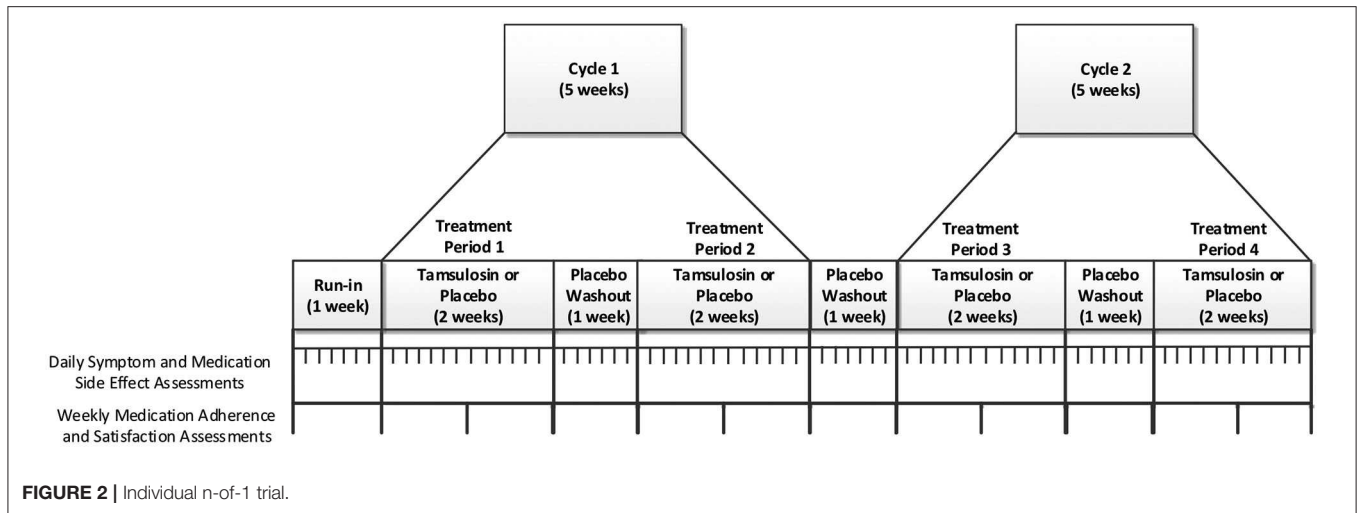 Cycle 1
(5 weeks)
Cycle 2
(5 weeks)
Treatment
Period 1
Treatment
Period 2
Treatment
Period 3
Treatment
Period 4
Run-in
(1 week)
Tamsulosin or
Placebo
(2 weeks)
Placebo
Washout
(1 week)
Tamsulosin or
Placebo
(2 weeks)
Placebo
Washout
(1 week)
Tamsulosin or
Placebo
(2 weeks)
Placebo
Washout
(1 week)
Tamsulosin or
Placebo
(2 weeks)
Daily Symptom and Medication
Side Effect Assessments
Weekly Medication Adherence
and Satisfaction Assessments
FIGURE 2 | Individual n-of-1 trial.